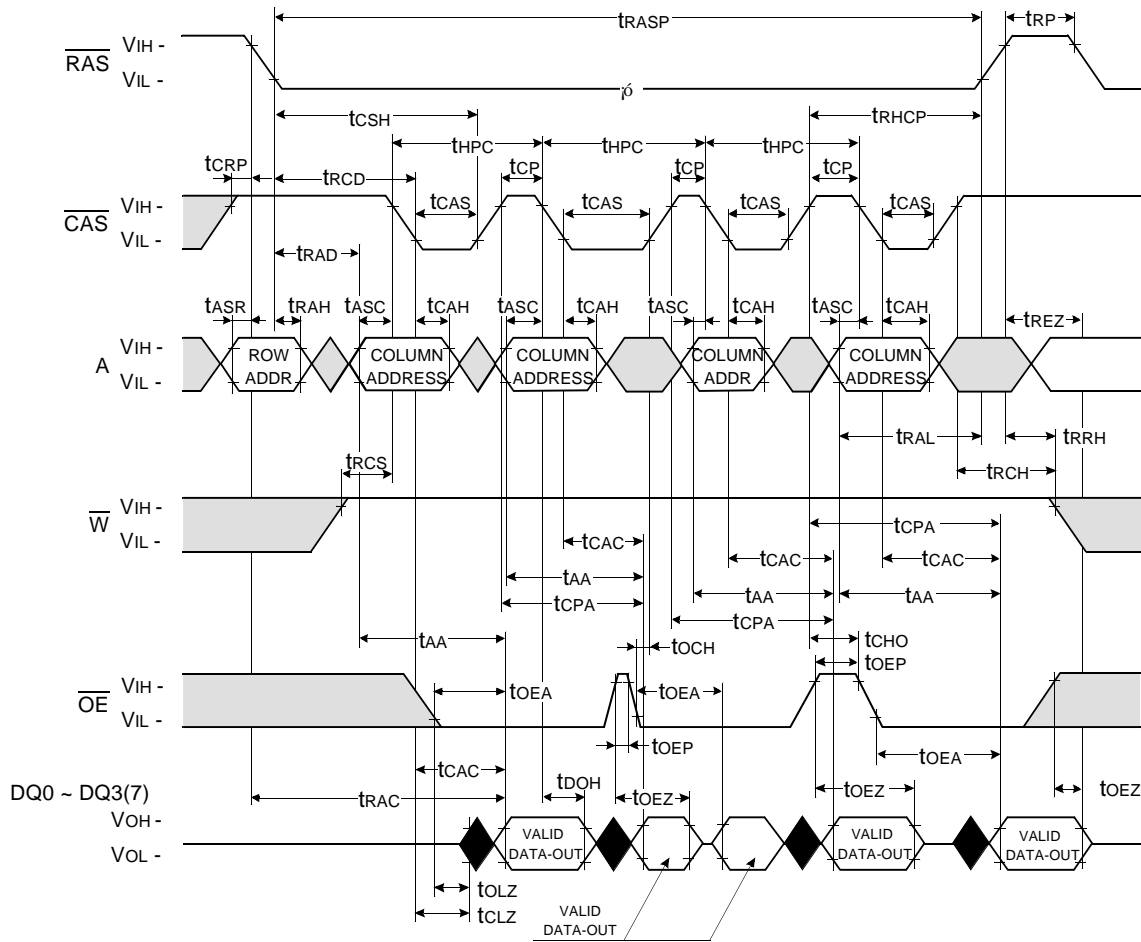 tRASP
tRP
RAS
VIH -
VIL -
¡ó
tCSH
tRHCP
tHPC
tHPC
tHPC
tCRP
tRCD
tCP
tCP
tCP
CAS
VIH -
VIL -
tCAS
tCAS
tCAS
tCAS
tRAD
tASR
tRAH
tASC
tCAH
tASC
tCAH
tASC
tCAH
tASC
tCAH
tREZ
A
VIH -
VIL -
ROW
ADDR
COLUMN
ADDRESS
COLUMN
ADDRESS
COLUMN
ADDR
COLUMN
ADDRESS
tRAL
tRRH
tRCS
tRCH
W
VIH -
VIL -
tCPA
tCAC
tCAC
tCAC
tAA
tAA
tAA
tCPA
tCPA
tAA
tOCH
tCHO
tOEP
OE
VIH -
VIL -
tOEA
tOEA
tOEP
tOEA
tCAC
tDOH
tOEZ
tOEZ
tOEZ
tRAC
DQ0 ~ DQ3(7)
VOH -
VOL -
VALID
DATA-OUT
VALID
DATA-OUT
VALID
DATA-OUT
tOLZ
tCLZ
VALID
DATA-OUT